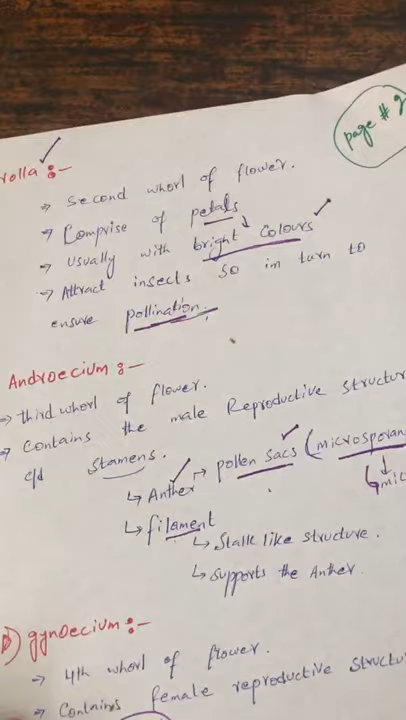 page # 2
rolla :-
→ Second whorl of flower.
→ Comprise of petals
→ Usually with bright colours
→ Attract insects so in turn to
ensure pollination.
Androecium :-
→ third whorl of flower.
→ Contains the male Reproductive structur
c/d stamens.
↳ Anther → pollen sacs (microsporan
↳ mic
↳ filament
↳ Stalk like structure.
↳ supports the Anther.
D) gynoecium :-
→ 4th whorl of flower.
→ Contains female reproductive structu